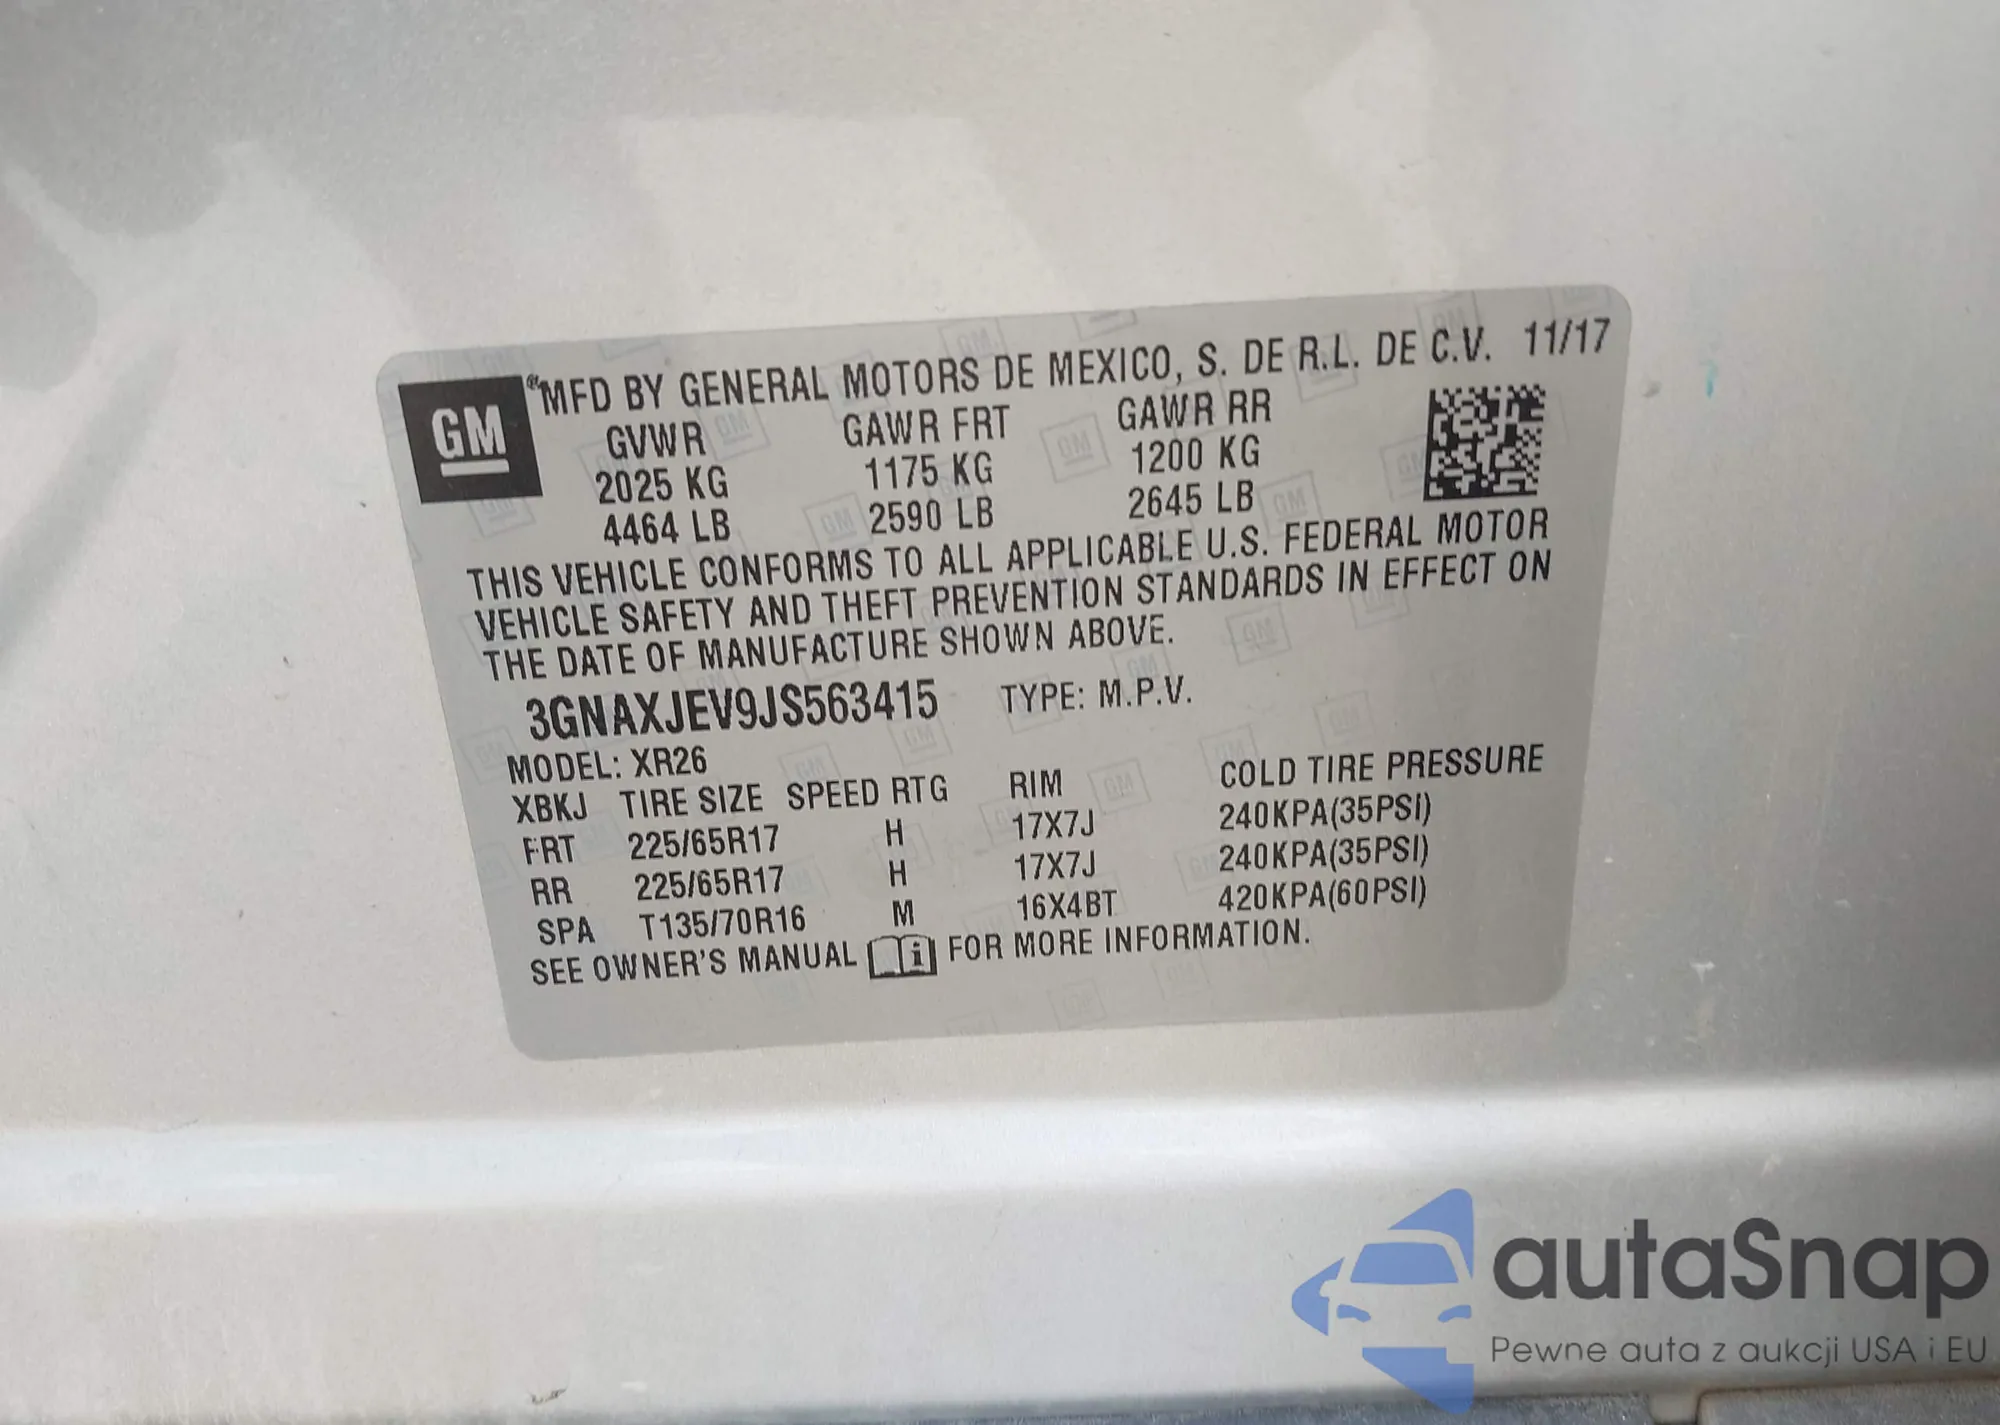 GM ® MFD BY GENERAL MOTORS DE MEXICO, S. DE R.L. DE C.V. 11/17
GVWR GAWR FRT GAWR RR
2025 KG 1175 KG 1200 KG
4464 LB 2590 LB 2645 LB
THIS VEHICLE CONFORMS TO ALL APPLICABLE U.S. FEDERAL MOTOR
VEHICLE SAFETY AND THEFT PREVENTION STANDARDS IN EFFECT ON
THE DATE OF MANUFACTURE SHOWN ABOVE.
3GNAXJEV9JS563415 TYPE: M.P.V.
MODEL: XR26
XBKJ TIRE SIZE SPEED RTG RIM COLD TIRE PRESSURE
FRT 225/65R17 H 17X7J 240KPA(35PSI)
RR 225/65R17 H 17X7J 240KPA(35PSI)
SPA T135/70R16 M 16X4BT 420KPA(60PSI)
SEE OWNER'S MANUAL i FOR MORE INFORMATION.
autaSnap
Pewne auta z aukcji USA i EU